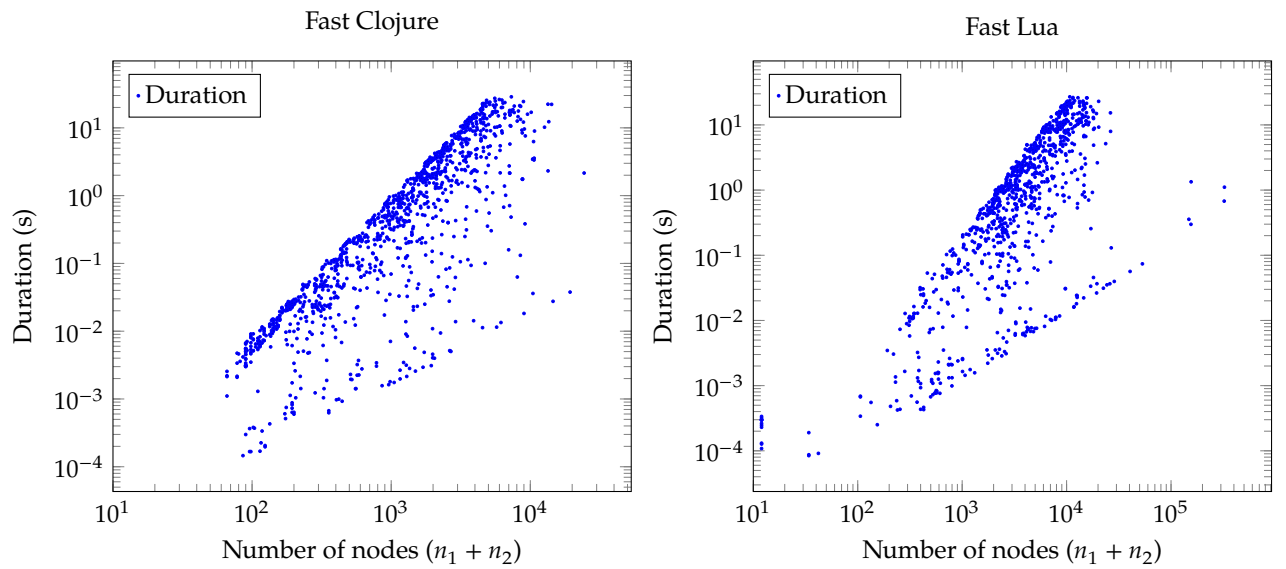 Fast Clojure
Duration
10^1
10^0
10^−1
10^−2
10^−3
10^−4
Duration (s)
10^1 10^2 10^3 10^4
Number of nodes (n_1 + n_2)
Fast Lua
Duration
10^1
10^0
10^−1
10^−2
10^−3
10^−4
Duration (s)
10^1 10^2 10^3 10^4 10^5
Number of nodes (n_1 + n_2)